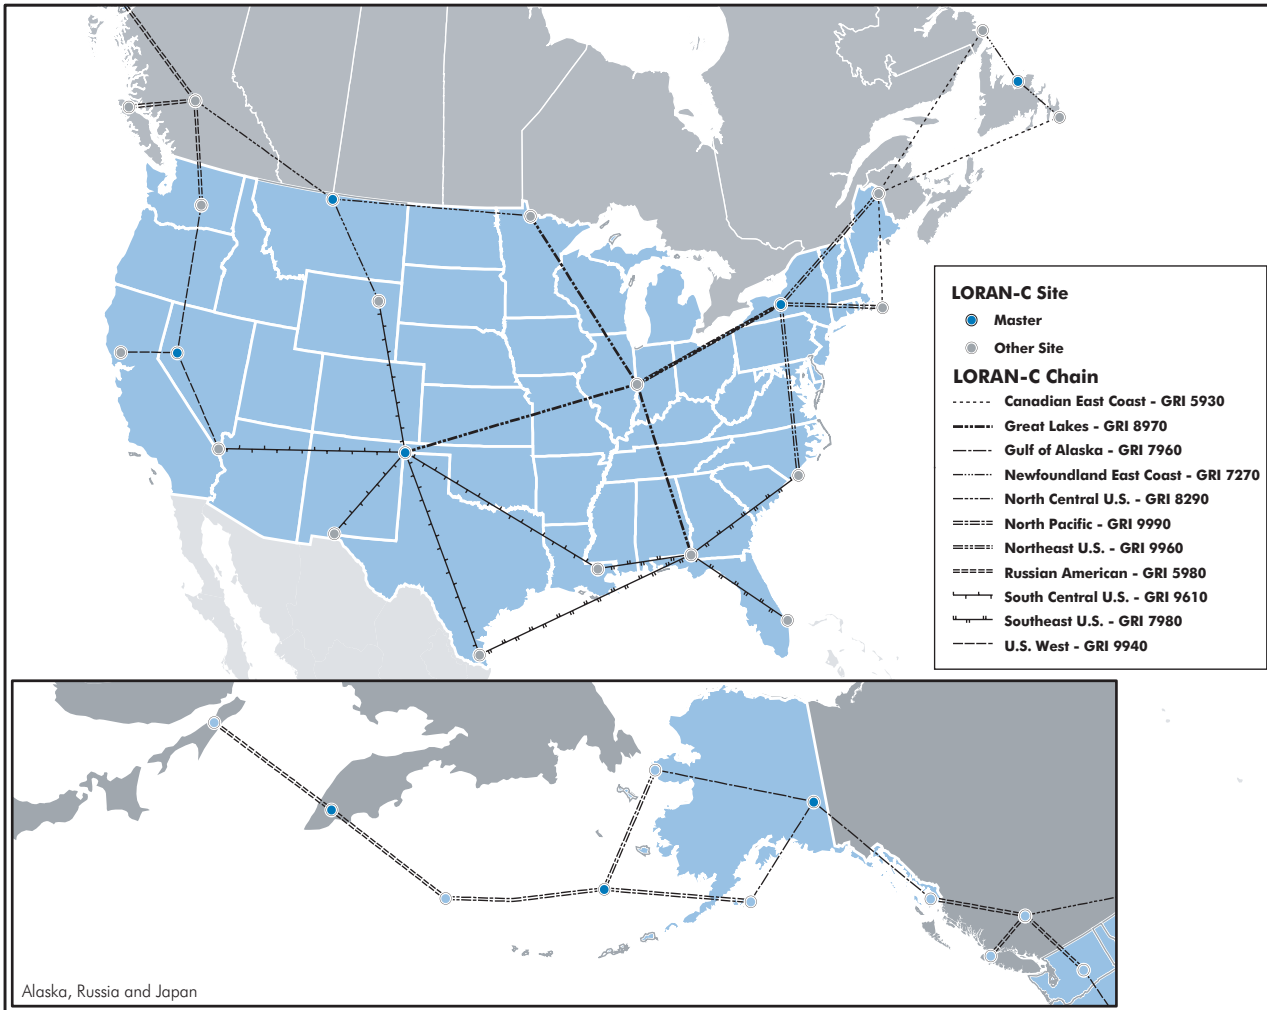 LORAN-C Site
Master
Other Site
LORAN-C Chain
Canadian East Coast - GRI 5930
Great Lakes - GRI 8970
Gulf of Alaska - GRI 7960
Newfoundland East Coast - GRI 7270
North Central U.S. - GRI 8290
North Pacific - GRI 9990
Northeast U.S. - GRI 9960
Russian American - GRI 5980
South Central U.S. - GRI 9610
Southeast U.S. - GRI 7980
U.S. West - GRI 9940
Alaska, Russia and Japan